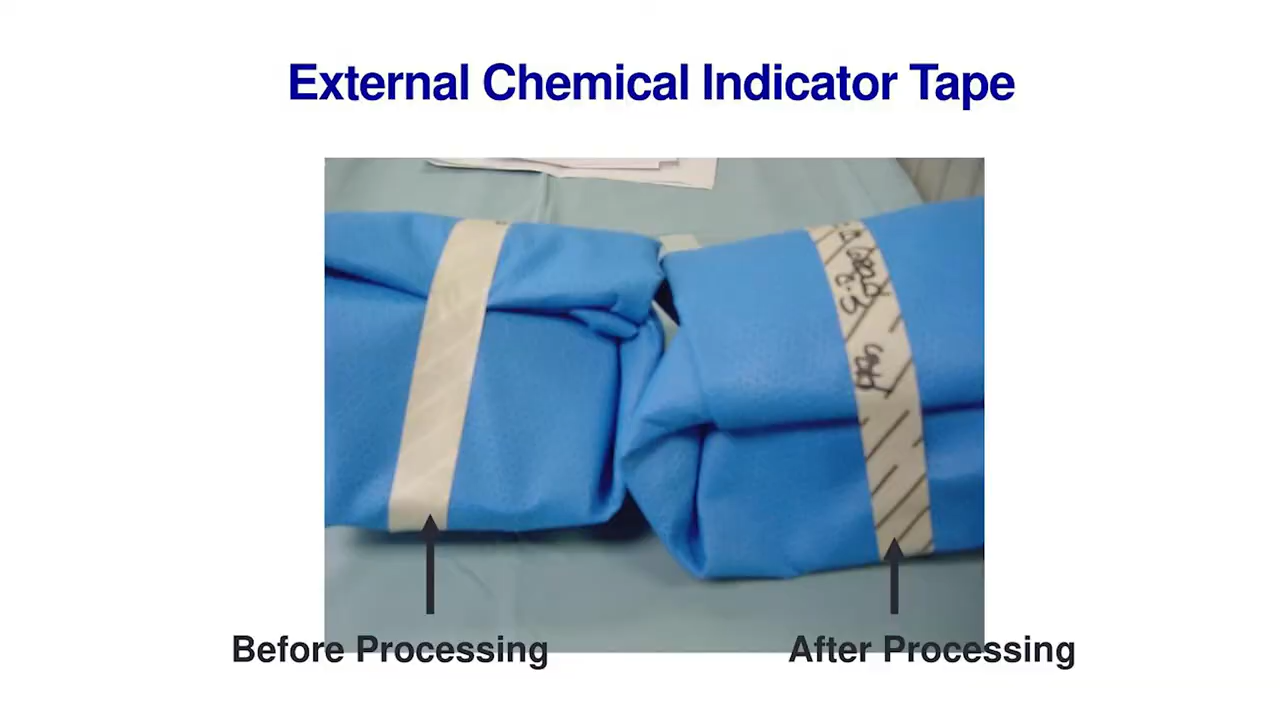 External Chemical Indicator Tape
Before Processing
After Processing